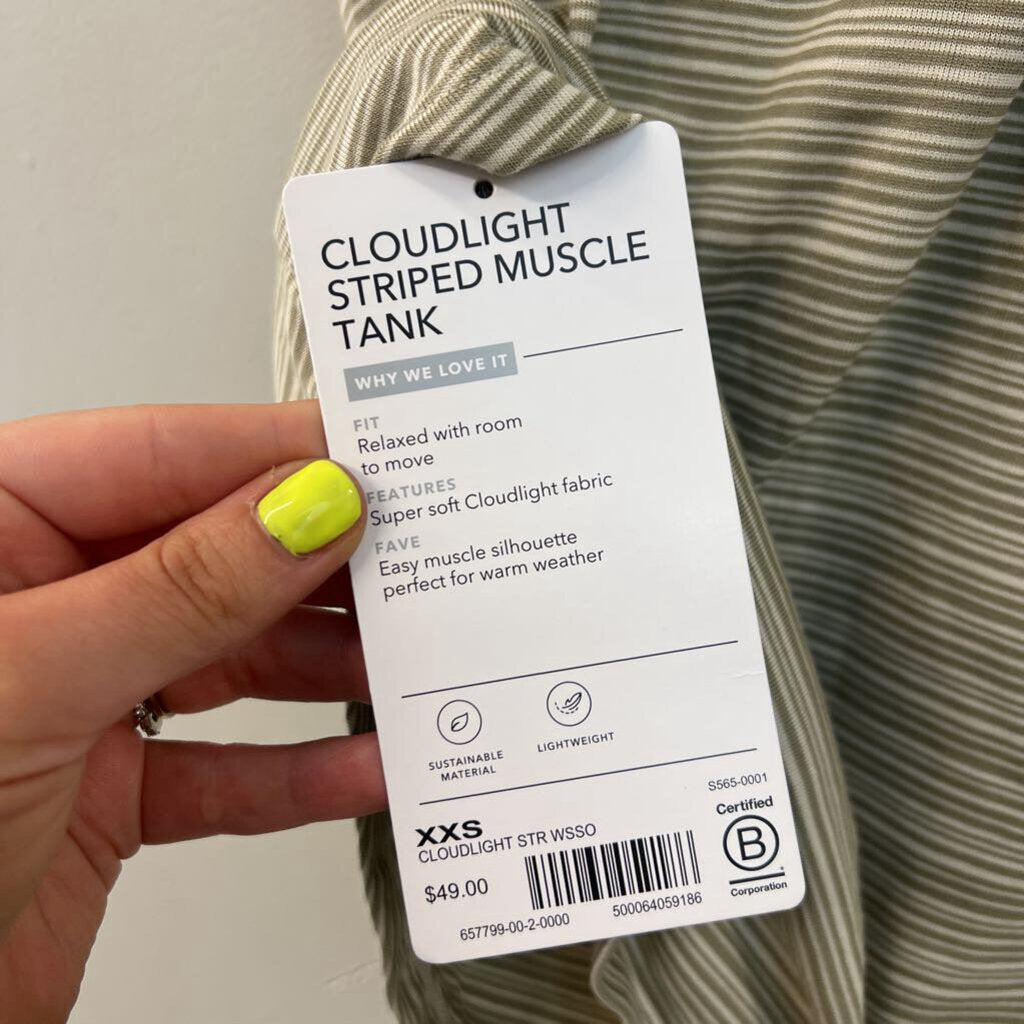 CLOUDLIGHT
STRIPED MUSCLE
TANK
WHY WE LOVE IT
FIT
Relaxed with room
to move
FEATURES
Super soft Cloudlight fabric
FAVE
Easy muscle silhouette
perfect for warm weather
SUSTAINABLE
MATERIAL
LIGHTWEIGHT
S565-0001
XXS
CLOUDLIGHT STR WSSO
$49.00
657799-00-2-0000
500064059186
Certified
B
Corporation